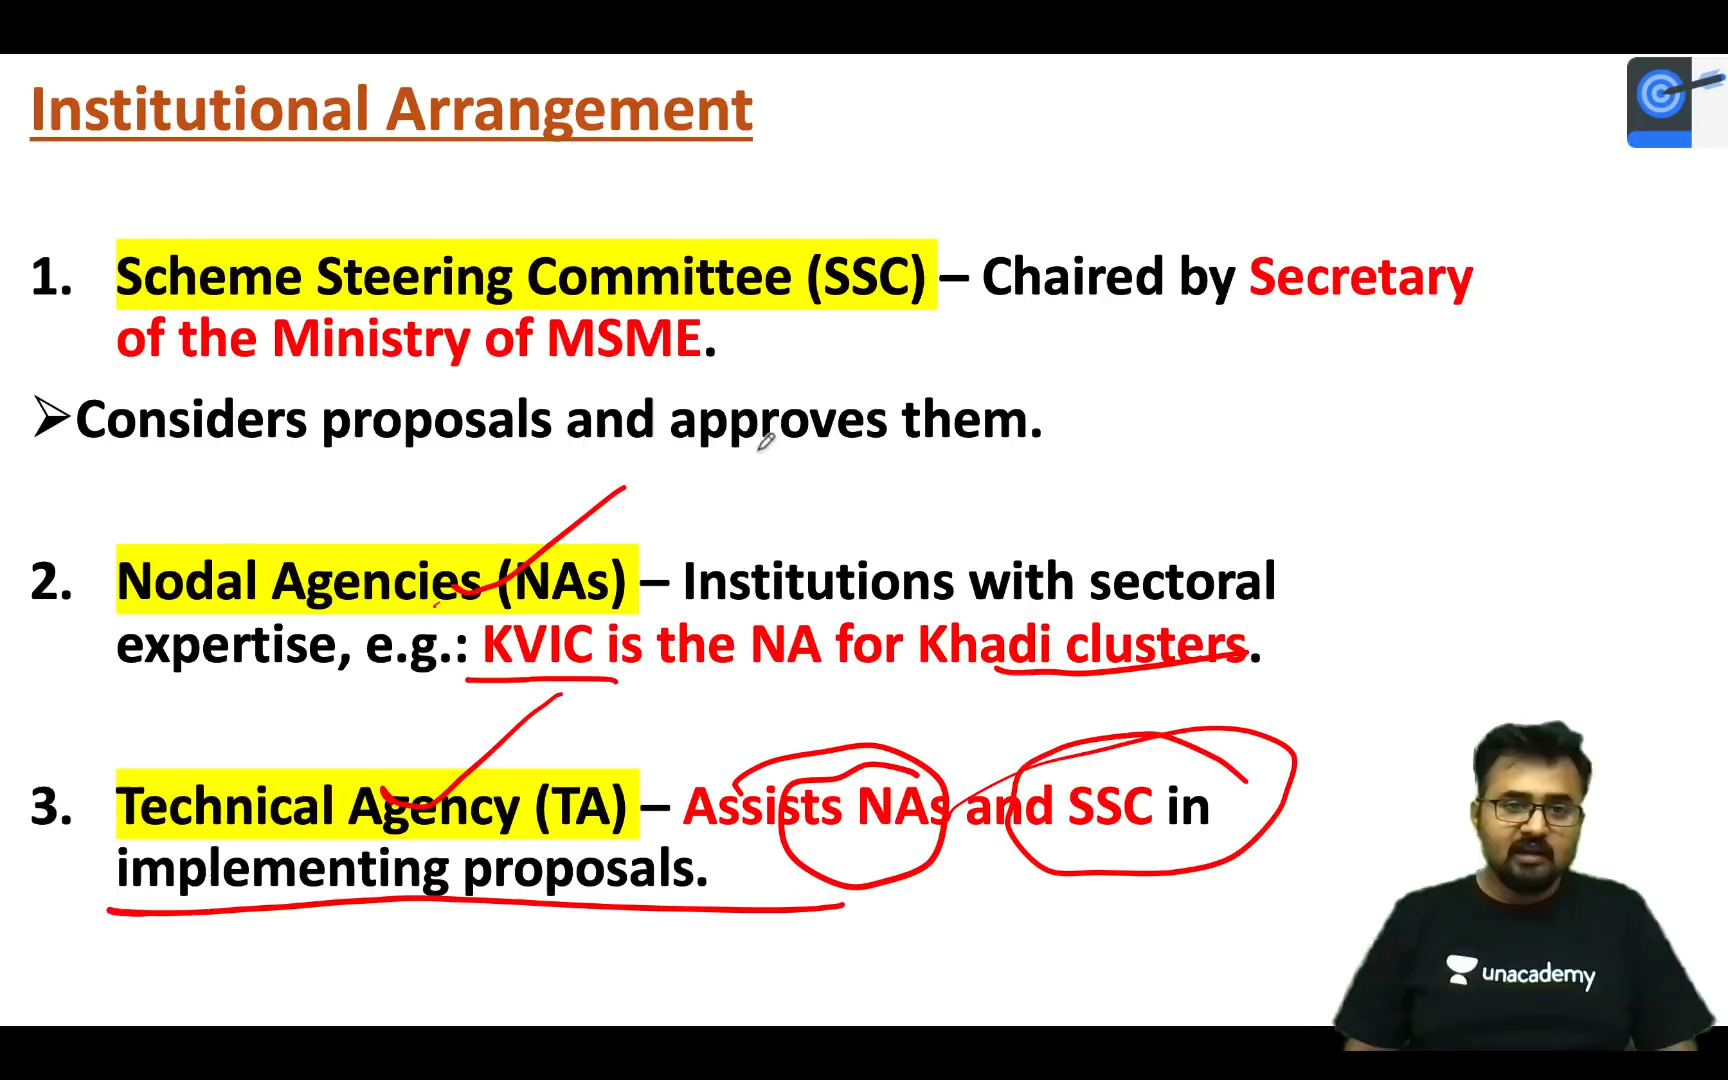 Institutional Arrangement
1. Scheme Steering Committee (SSC) – Chaired by Secretary
of the Ministry of MSME.
➢Considers proposals and approves them.
2. Nodal Agencies (NAs) – Institutions with sectoral
expertise, e.g.: KVIC is the NA for Khadi clusters.
3. Technical Agency (TA) – Assists NAs and SSC in
implementing proposals.
unacademy